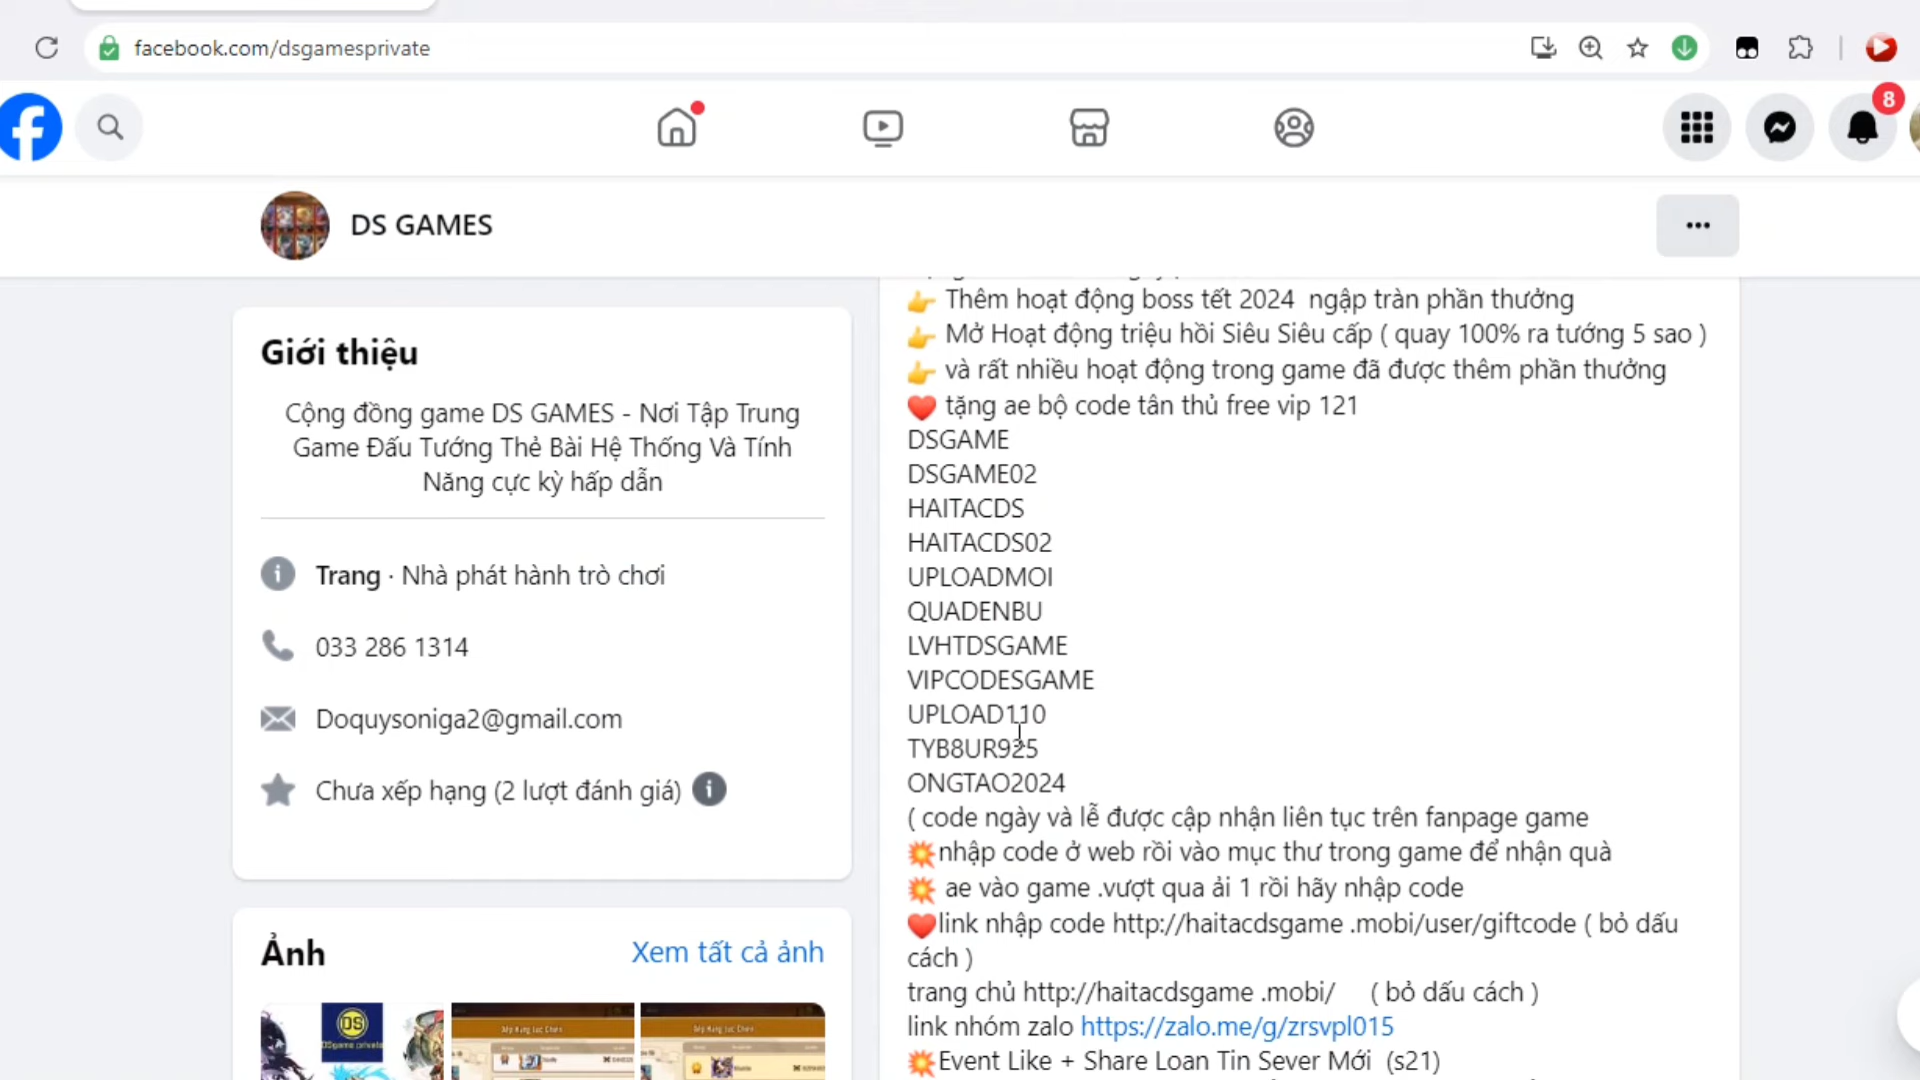 facebook.com/dsgamesprivate
8
DS GAMES
Giới thiệu
Cộng đồng game DS GAMES - Nơi Tập Trung
Game Đấu Tướng Thẻ Bài Hệ Thống Và Tính
Năng cực kỳ hấp dẫn
Trang · Nhà phát hành trò chơi
033 286 1314
Doquysoniga2@gmail.com
Chưa xếp hạng (2 lượt đánh giá)
Ảnh
Xem tất cả ảnh
DS
DSgame private
👉 Thêm hoạt động boss tết 2024 ngập tràn phần thưởng
👉 Mở Hoạt động triệu hồi Siêu Siêu cấp ( quay 100% ra tướng 5 sao )
👉 và rất nhiều hoạt động trong game đã được thêm phần thưởng
❤️ tặng ae bộ code tân thủ free vip 121
DSGAME
DSGAME02
HAITACDS
HAITACDS02
UPLOADMOI
QUADENBU
LVHTDSGAME
VIPCODESGAME
UPLOAD110
TYB8UR925
ONGTAO2024
( code ngày và lễ được cập nhận liên tục trên fanpage game
💥nhập code ở web rồi vào mục thư trong game để nhận quà
💥 ae vào game .vượt qua ải 1 rồi hãy nhập code
❤️link nhập code http://haitacdsgame .mobi/user/giftcode ( bỏ dấu
cách )
trang chủ http://haitacdsgame .mobi/ ( bỏ dấu cách )
link nhóm zalo https://zalo.me/g/zrsvpl015
💥Event Like + Share Loan Tin Sever Mới (s21)